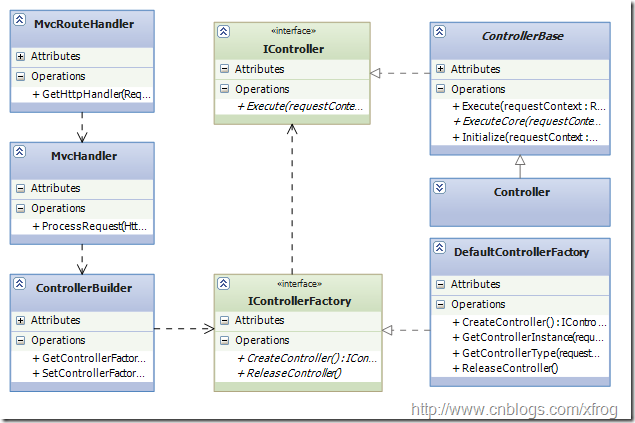 MvcRouteHandler
Attributes
Operations
+ GetHttpHandler(Req...
MvcHandler
Attributes
Operations
+ ProcessRequest(Htt...
ControllerBuilder
Attributes
Operations
+ GetControllerFactor...
+ SetControllerFactor...
«interface»
IController
Attributes
Operations
+ Execute(requestConte...
«interface»
IControllerFactory
Attributes
Operations
+ CreateController() : ICon...
+ ReleaseController()
ControllerBase
Attributes
Operations
+ Execute(requestContext : R...
+ ExecuteCore(requestConte...
+ Initialize(requestContext :...
Controller
DefaultControllerFactory
Attributes
Operations
+ CreateController() : IContro...
+ GetControllerInstance(requ...
+ GetControllerType(request...
+ ReleaseController()
http://www.cnblogs.com/xfrog